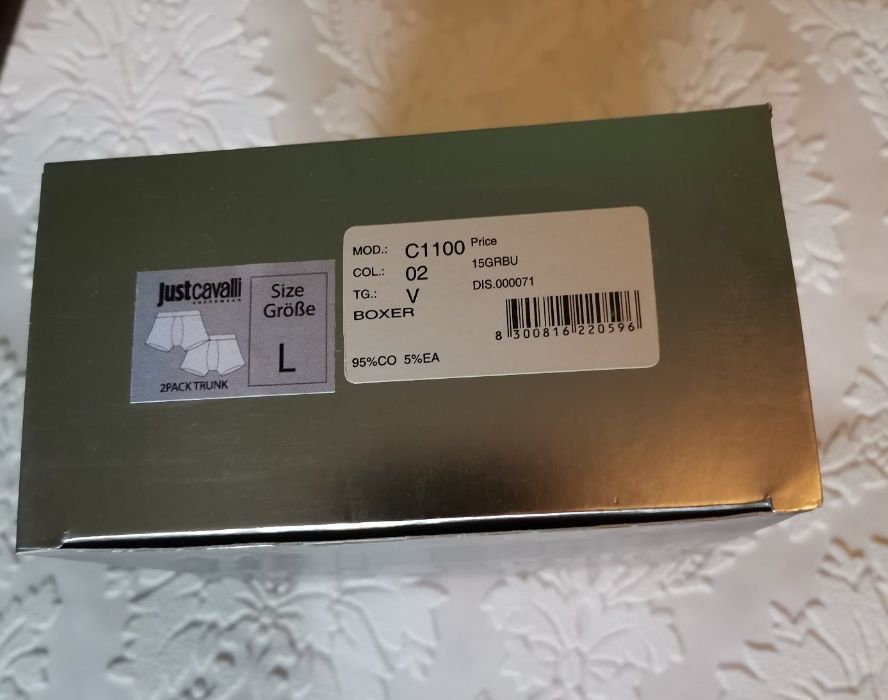 Justcavalli
UNDERWEAR
2PACK TRUNK
Size
Größe
L
MOD.: C1100 Price
COL.: 02 15GRBU
TG.: V DIS.000071
BOXER
8 300816 220596
95%CO 5%EA